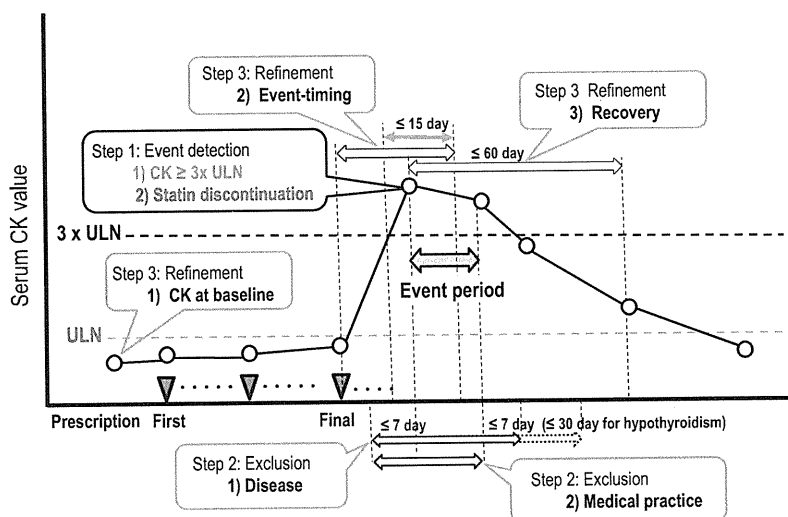 Step 3: Refinement
2) Event-timing
Step 3 Refinement
3) Recovery
≤ 15 day
≤ 60 day
Step 1: Event detection
1) CK ≥ 3x ULN
2) Statin discontinuation
Serum CK value
3 x ULN
Step 3: Refinement
1) CK at baseline
Event period
ULN
Prescription First Final
≤ 7 day ≤ 7 day (≤ 30 day for hypothyroidism)
Step 2: Exclusion
1) Disease
Step 2: Exclusion
2) Medical practice